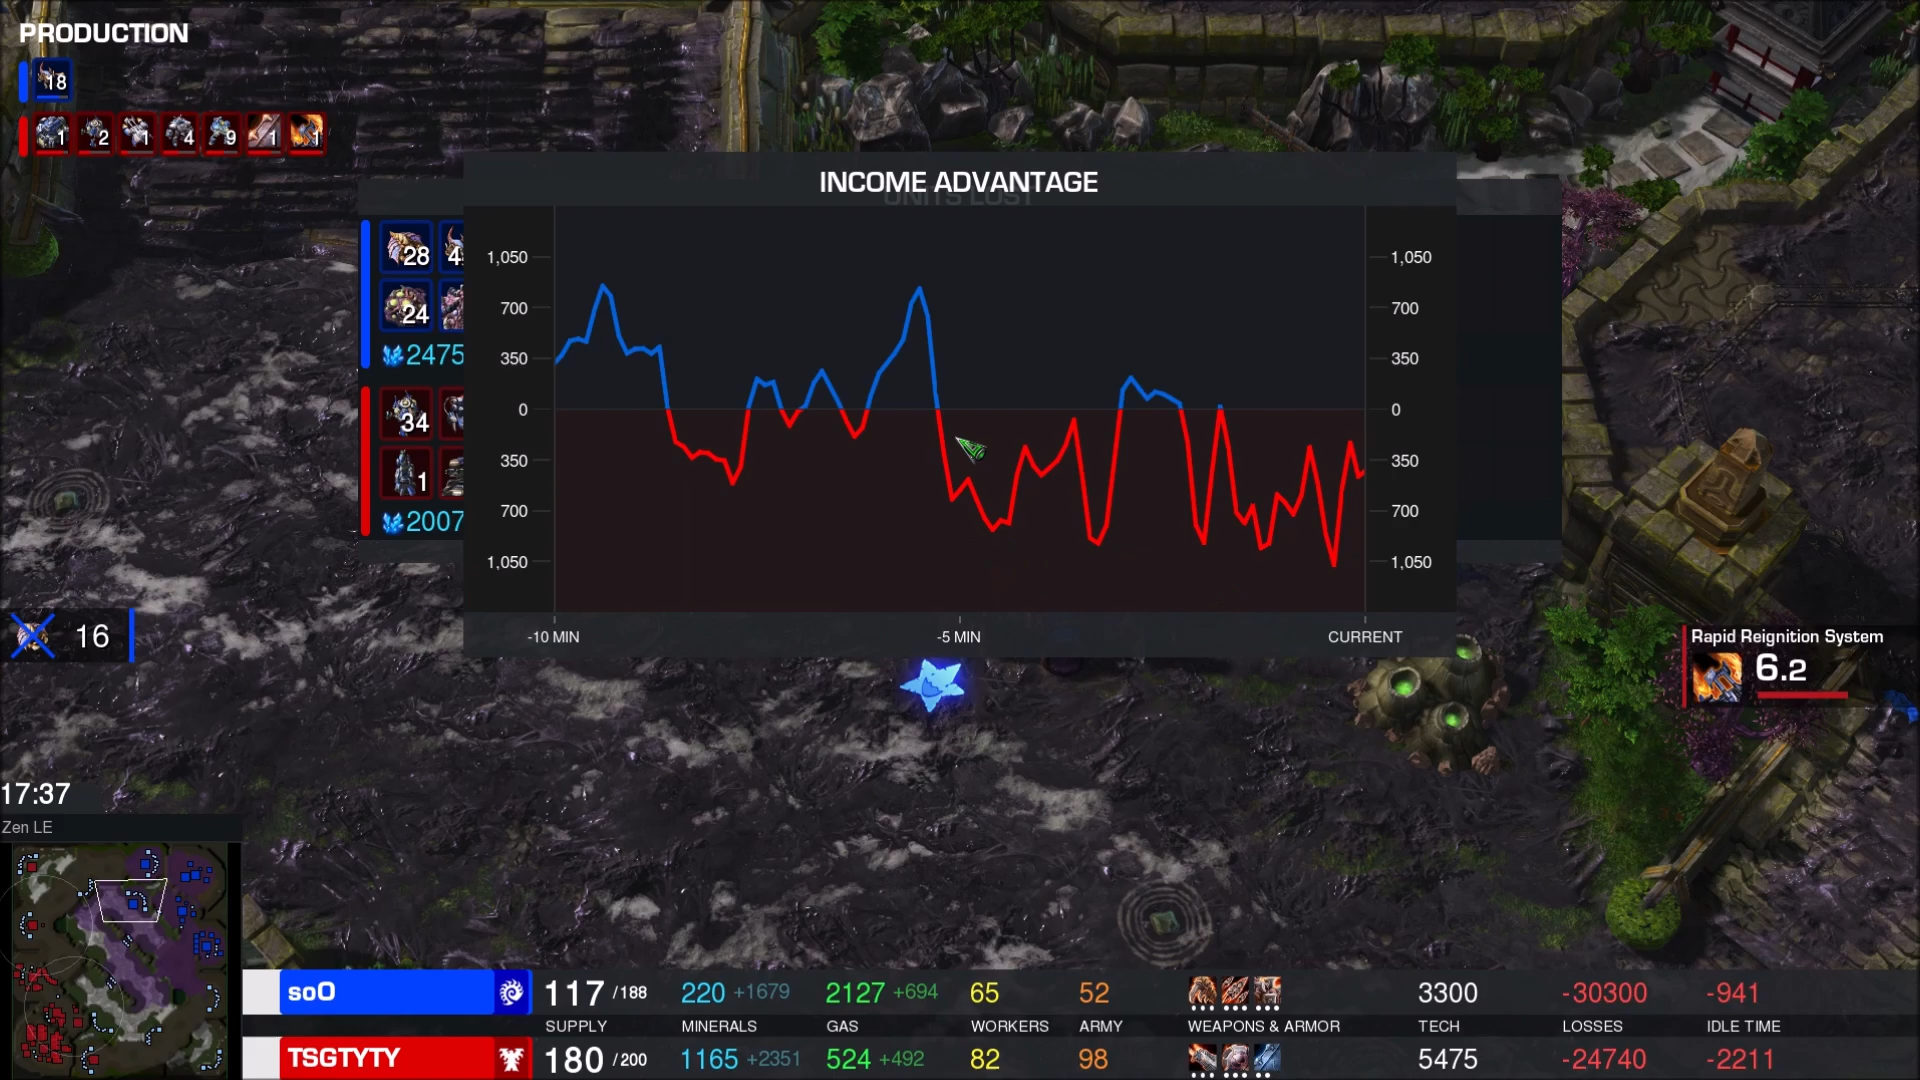 PRODUCTION
18
1 2 1 4 9 1 1
INCOME ADVANTAGE
UNITS LOST
1,050 1,050
700 700
350 350
0 0
350 350
700 700
1,050 1,050
-10 MIN -5 MIN CURRENT
28 4
24
2475
34
1
2007
16
Rapid Reignition System
6.2
17:37
Zen LE
soO 117 /188 220 +1679 2127 +694 65 52 3300 -30300 -941
SUPPLY MINERALS GAS WORKERS ARMY WEAPONS & ARMOR TECH LOSSES IDLE TIME
TSGTYTY 180 /200 1165 +2351 524 +492 82 98 5475 -24740 -2211